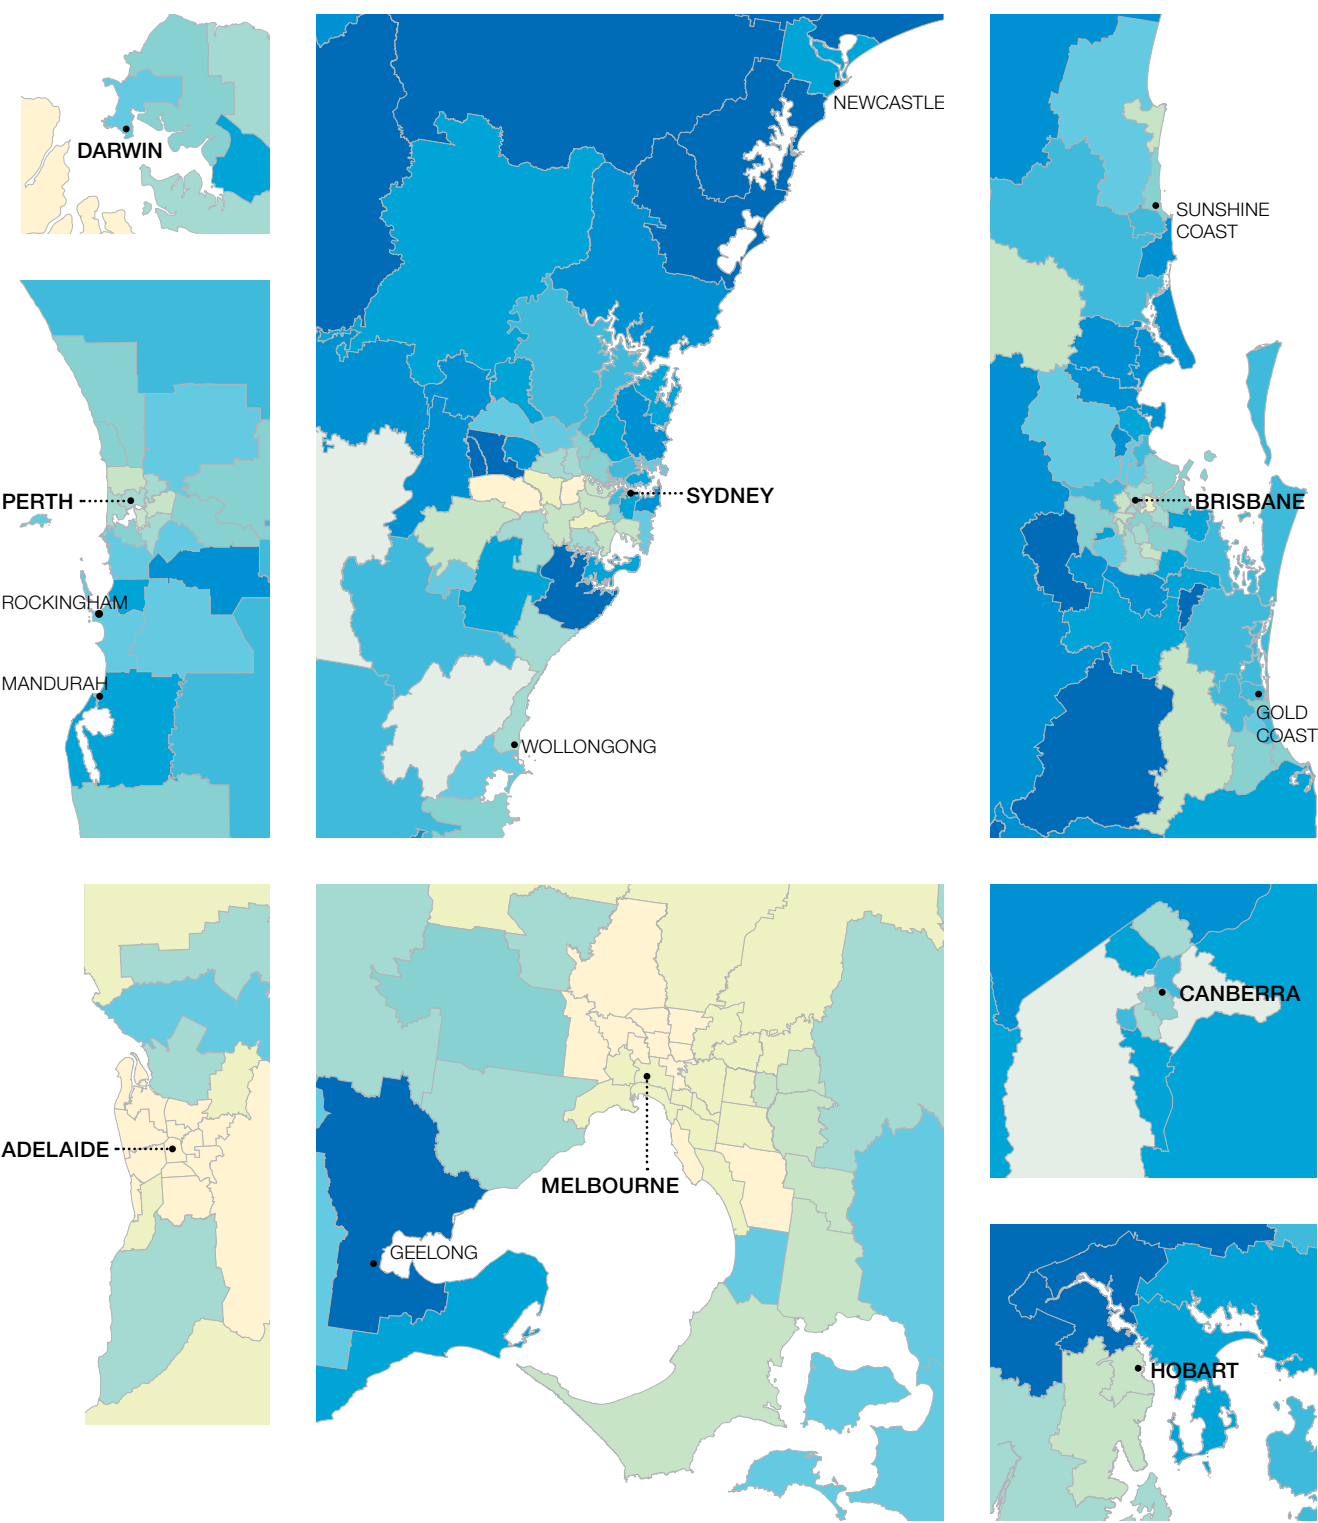 DARWIN
NEWCASTLE
SUNSHINE
COAST
PERTH
SYDNEY
BRISBANE
ROCKINGHAM
MANDURAH
WOLLONGONG
GOLD
COAST
CANBERRA
ADELAIDE
MELBOURNE
GEELONG
HOBART